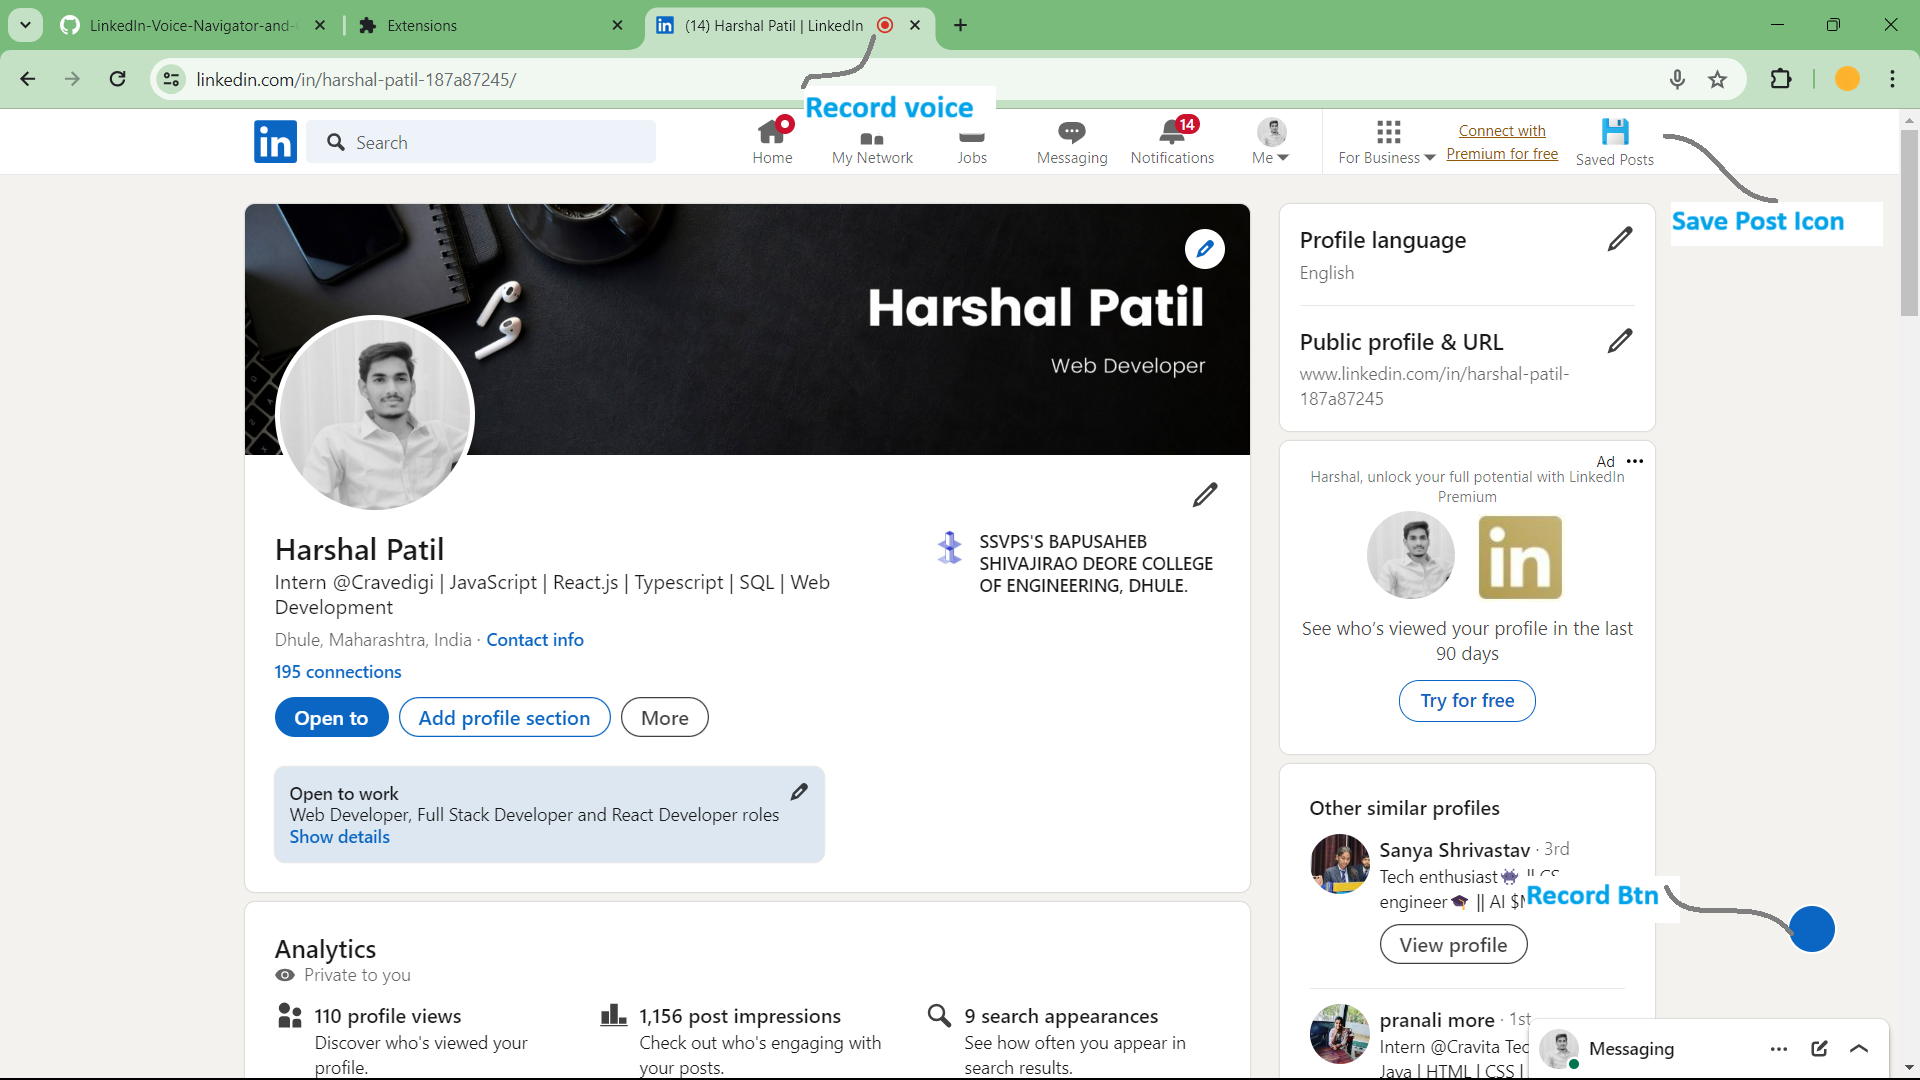 LinkedIn-Voice-Navigator-and-
Extensions
(14) Harshal Patil | LinkedIn
linkedin.com/in/harshal-patil-187a87245/
Record voice
in
Search
Home
My Network
Jobs
Messaging
14
Notifications
Me
For Business
Connect with
Premium for free
Saved Posts
Save Post Icon
Harshal Patil
Web Developer
Profile language
English
Public profile & URL
www.linkedin.com/in/harshal-patil-
187a87245
Harshal Patil
Intern @Cravedigi | JavaScript | React.js | Typescript | SQL | Web
Development
Dhule, Maharashtra, India · Contact info
195 connections
Open to
Add profile section
More
SSVPS'S BAPUSAHEB
SHIVAJIRAO DEORE COLLEGE
OF ENGINEERING, DHULE.
Open to work
Web Developer, Full Stack Developer and React Developer roles
Show details
Ad
Harshal, unlock your full potential with LinkedIn
Premium
in
See who's viewed your profile in the last
90 days
Try for free
Other similar profiles
Sanya Shrivastav · 3rd
Tech enthusiast👾 || CS
engineer🎓 || AI
Record Btn
View profile
pranali more · 1st
Intern @Cravita Tec
Java | HTML | CSS |
Analytics
Private to you
110 profile views
Discover who's viewed your
profile.
1,156 post impressions
Check out who's engaging with
your posts.
9 search appearances
See how often you appear in
search results.
Messaging